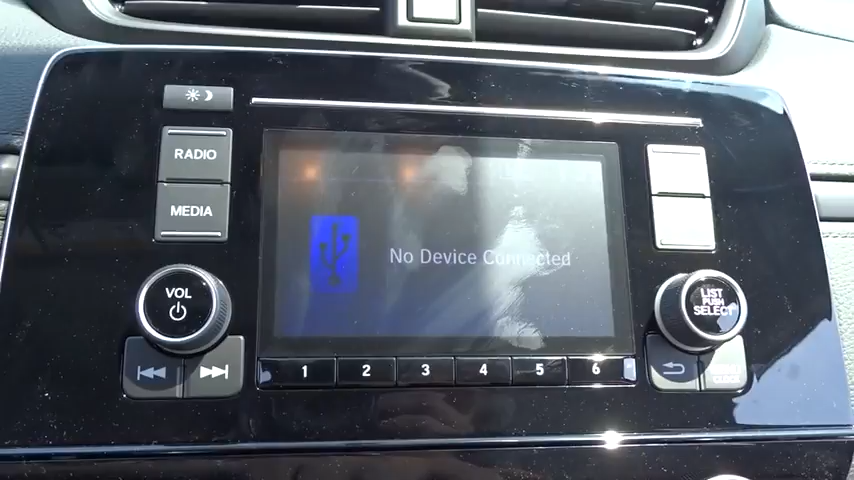 RADIO
MEDIA
No Device Connected
VOL
LIST
PUSH
SELECT
1 2 3 4 5 6